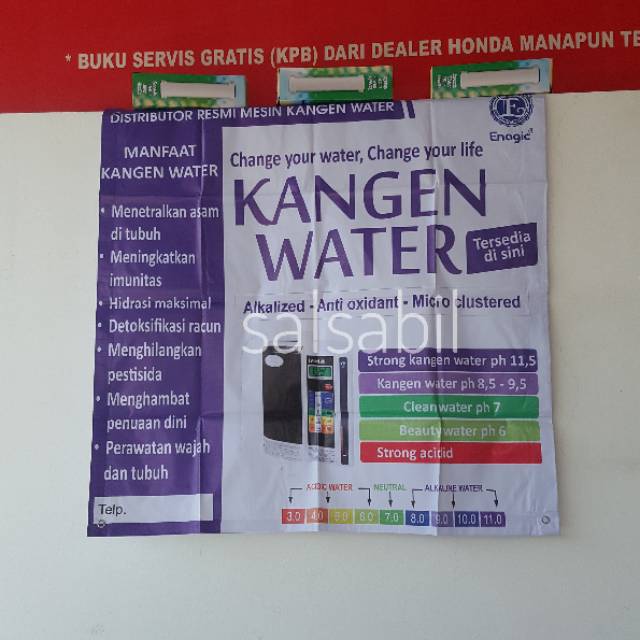 * BUKU SERVIS GRATIS (KPB) DARI DEALER HONDA MANAPUN TE
DISTRIBUTOR RESMI MESIN KANGEN WATER
E
Enagic
MANFAAT
KANGEN WATER
• Menetralkan asam
di tubuh
• Meningkatkan
imunitas
• Hidrasi maksimal
• Detoksifikasi racun
• Menghilangkan
pestisida
• Menghambat
penuaan dini
• Perawatan wajah
dan tubuh
Telp.
Change your water, Change your life
KANGEN
WATER
Tersedia
di sini
Alkalized - Anti oxidant - Micro clustered
salsabil
Strong kangen water ph 11,5
Kangen water ph 8,5 - 9,5
Cleanwater ph 7
Beautywater ph 6
Strong acidid
ACIDIC WATER NEUTRAL ALKALINE WATER
3.0 4.0 5.0 6.0 7.0 8.0 9.0 10.0 11.0